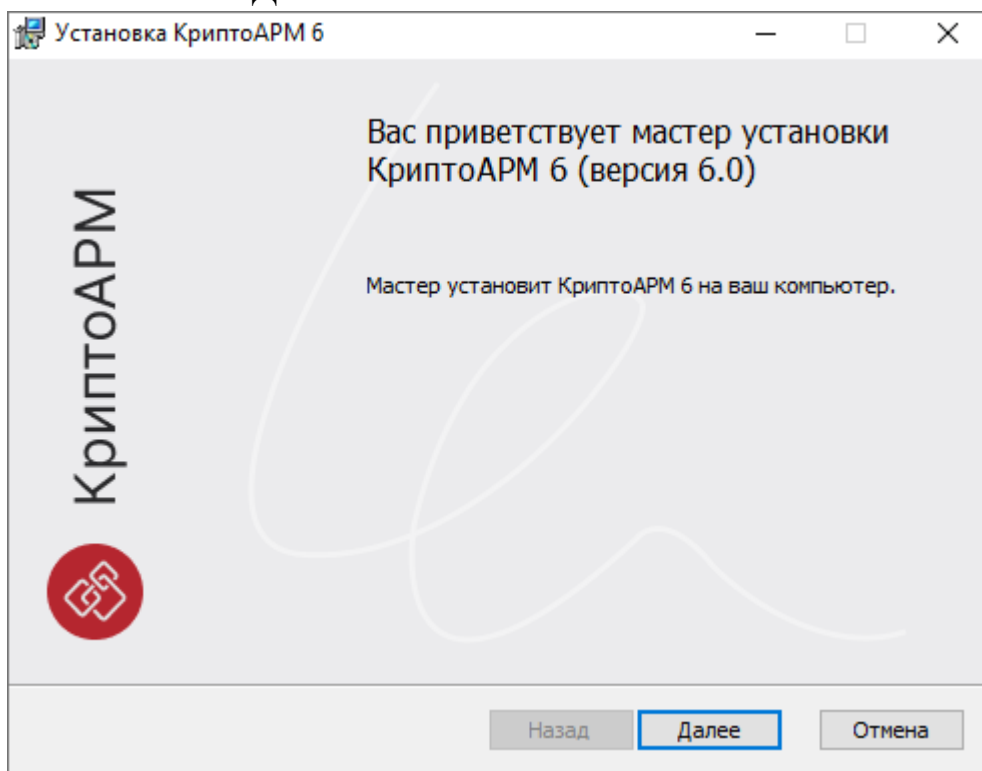 Установка КриптоАРМ 6
Вас приветствует мастер установки
КриптоАРМ 6 (версия 6.0)
Мастер установит КриптоАРМ 6 на ваш компьютер.
КриптоАРМ
Назад
Далее
Отмена